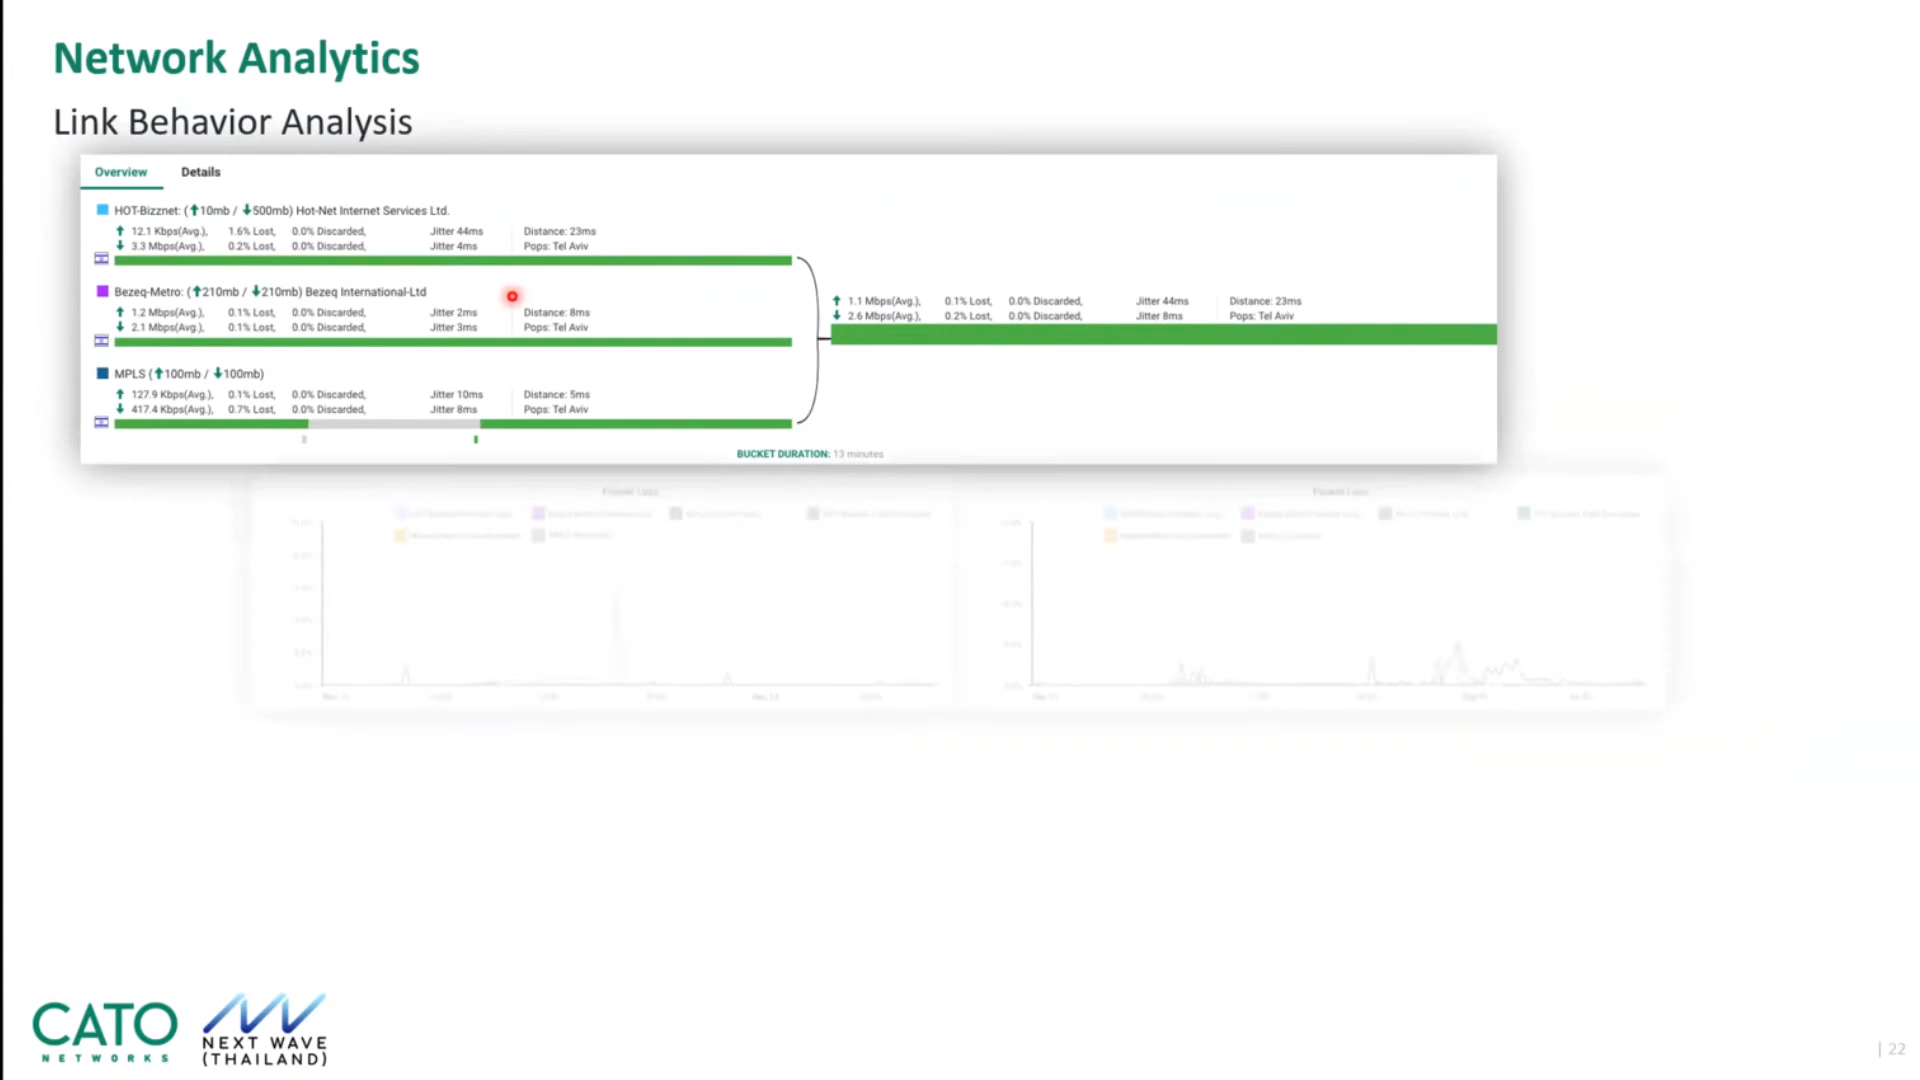 Network Analytics
Link Behavior Analysis
Overview Details
HOT-Bizznet: (↑10mb / ↓500mb) Hot-Net Internet Services Ltd.
↑ 12.1 Kbps(Avg.), 1.6% Lost, 0.0% Discarded, Jitter 44ms Distance: 23ms
↓ 3.3 Mbps(Avg.), 0.2% Lost, 0.0% Discarded, Jitter 4ms Pops: Tel Aviv
Bezeq-Metro: (↑210mb / ↓210mb) Bezeq International-Ltd
↑ 1.2 Mbps(Avg.), 0.1% Lost, 0.0% Discarded, Jitter 2ms Distance: 8ms
↓ 2.1 Mbps(Avg.), 0.1% Lost, 0.0% Discarded, Jitter 3ms Pops: Tel Aviv
MPLS (↑100mb / ↓100mb)
↑ 127.9 Kbps(Avg.), 0.1% Lost, 0.0% Discarded, Jitter 10ms Distance: 5ms
↓ 417.4 Kbps(Avg.), 0.7% Lost, 0.0% Discarded, Jitter 8ms Pops: Tel Aviv
↑ 1.1 Mbps(Avg.), 0.1% Lost, 0.0% Discarded, Jitter 44ms Distance: 23ms
↓ 2.6 Mbps(Avg.), 0.2% Lost, 0.0% Discarded, Jitter 8ms Pops: Tel Aviv
BUCKET DURATION: 13 minutes
Packet Loss
Packet Loss
CATO
NETWORKS
NEXT WAVE
(THAILAND)
| 22